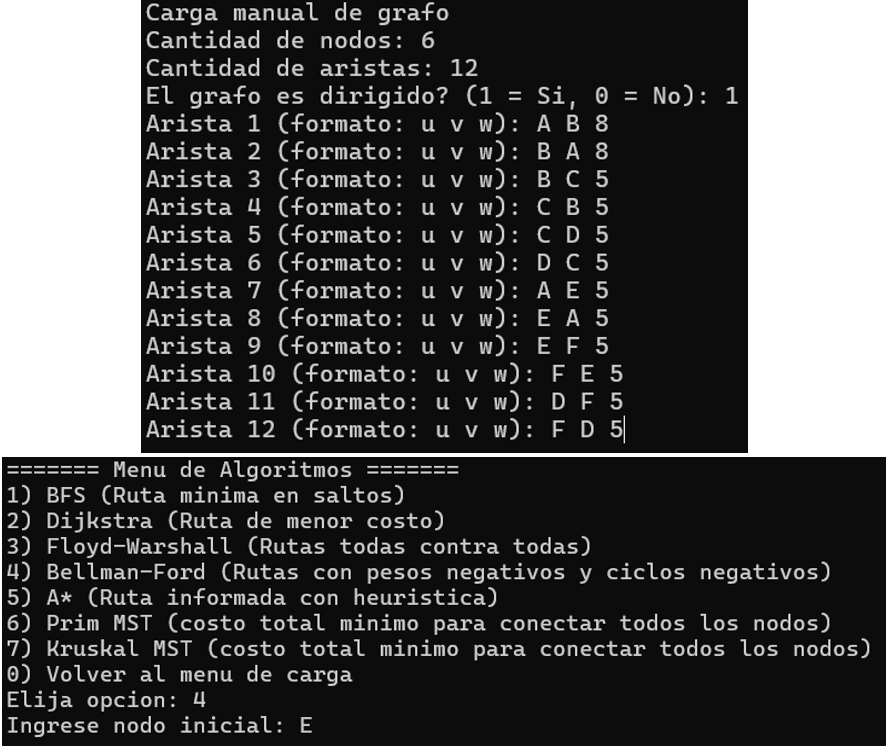 Carga manual de grafo
Cantidad de nodos: 6
Cantidad de aristas: 12
El grafo es dirigido? (1 = Si, 0 = No): 1
Arista 1 (formato: u v w): A B 8
Arista 2 (formato: u v w): B A 8
Arista 3 (formato: u v w): B C 5
Arista 4 (formato: u v w): C B 5
Arista 5 (formato: u v w): C D 5
Arista 6 (formato: u v w): D C 5
Arista 7 (formato: u v w): A E 5
Arista 8 (formato: u v w): E A 5
Arista 9 (formato: u v w): E F 5
Arista 10 (formato: u v w): F E 5
Arista 11 (formato: u v w): D F 5
Arista 12 (formato: u v w): F D 5
======= Menu de Algoritmos =======
1) BFS (Ruta minima en saltos)
2) Dijkstra (Ruta de menor costo)
3) Floyd-Warshall (Rutas todas contra todas)
4) Bellman-Ford (Rutas con pesos negativos y ciclos negativos)
5) A* (Ruta informada con heuristica)
6) Prim MST (costo total minimo para conectar todos los nodos)
7) Kruskal MST (costo total minimo para conectar todos los nodos)
0) Volver al menu de carga
Elija opcion: 4
Ingrese nodo inicial: E